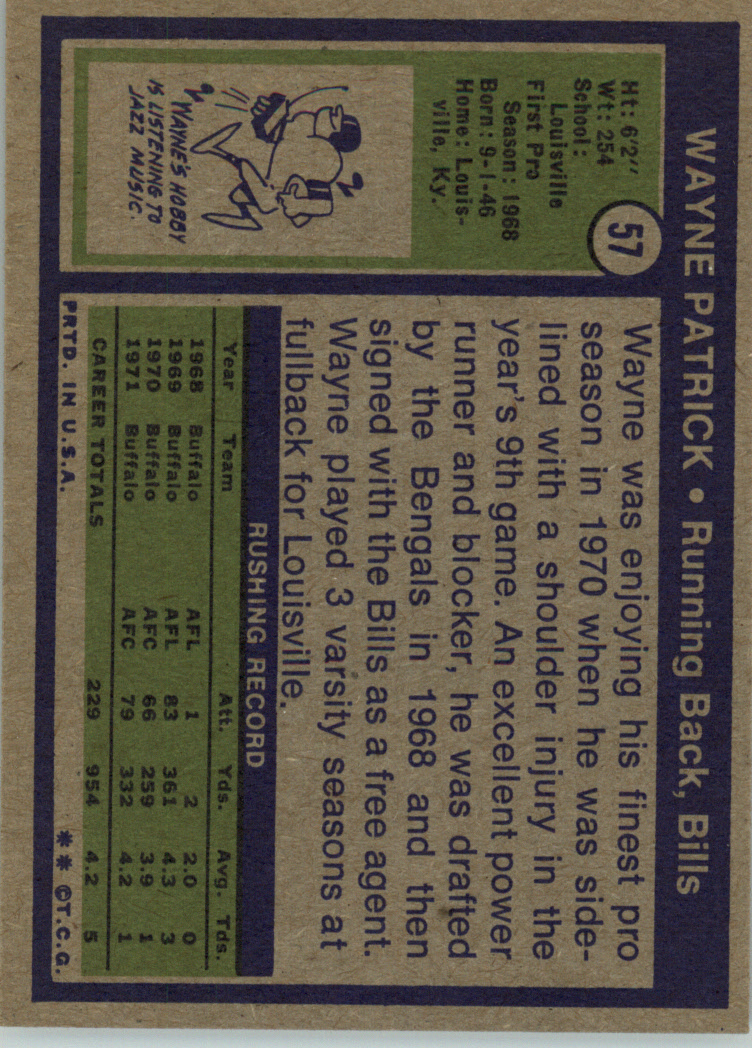 WAYNE PATRICK • Running Back, Bills
57
Ht: 6'2"
Wt: 254
School:
Louisville
First Pro
Season: 1968
Born: 9-1-46
Home: Louis-
ville, Ky.
WAYNE'S HOBBY
IS LISTENING TO
JAZZ MUSIC.
Wayne was enjoying his finest pro
season in 1970 when he was side-
lined with a shoulder injury in the
year's 9th game. An excellent power
runner and blocker, he was drafted
by the Bengals in 1968 and then
signed with the Bills as a free agent.
Wayne played 3 varsity seasons at
fullback for Louisville.
RUSHING RECORD
Year Team Att. Yds. Avg. Tds.
1968 Buffalo AFL 1 2 2.0 0
1969 Buffalo AFL 83 361 4.3 3
1970 Buffalo AFC 66 259 3.9 1
1971 Buffalo AFC 79 332 4.2 1
CAREER TOTALS 229 954 4.2 5
PRTD. IN U.S.A. ** ©T.C.G.